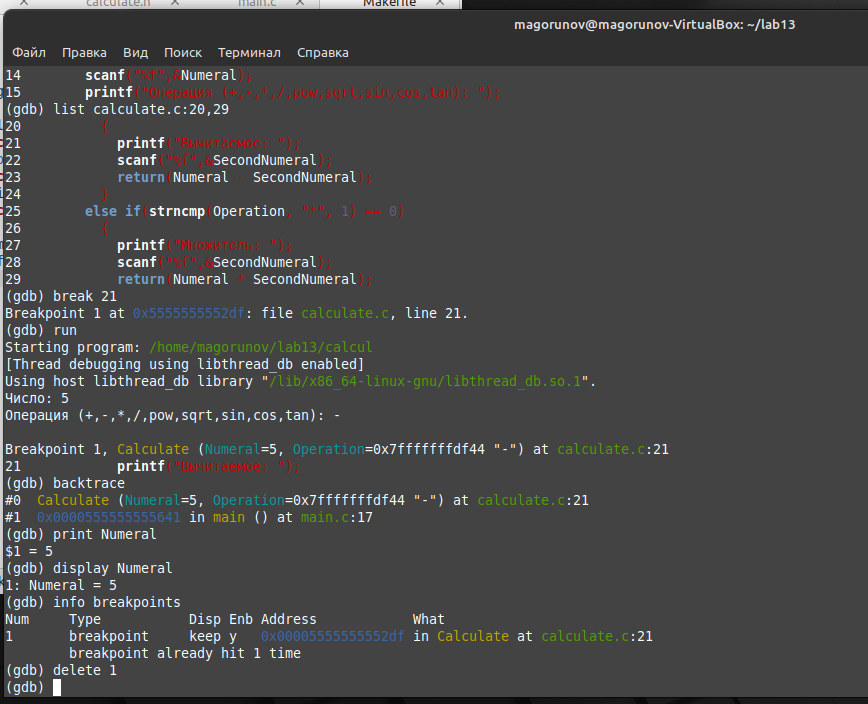 calculate.h × main.c × Makefile ×
magorunov@magorunov-VirtualBox: ~/lab13
Файл Правка Вид Поиск Терминал Справка
14        scanf("%f",&Numeral);
15        printf("Операция (+,-,*,/,pow,sqrt,sin,cos,tan): ");
(gdb) list calculate.c:20,29
20          {
21            printf("Вычитаемое: ");
22            scanf("%f",&SecondNumeral);
23            return(Numeral - SecondNumeral);
24          }
25        else if(strncmp(Operation, "*", 1) == 0)
26          {
27            printf("Множитель: ");
28            scanf("%f",&SecondNumeral);
29            return(Numeral * SecondNumeral);
(gdb) break 21
Breakpoint 1 at 0x5555555552df: file calculate.c, line 21.
(gdb) run
Starting program: /home/magorunov/lab13/calcul
[Thread debugging using libthread_db enabled]
Using host libthread_db library "/lib/x86_64-linux-gnu/libthread_db.so.1".
Число: 5
Операция (+,-,*,/,pow,sqrt,sin,cos,tan): -
Breakpoint 1, Calculate (Numeral=5, Operation=0x7fffffffdf44 "-") at calculate.c:21
21            printf("Вычитаемое: ");
(gdb) backtrace
#0  Calculate (Numeral=5, Operation=0x7fffffffdf44 "-") at calculate.c:21
#1  0x0000555555555641 in main () at main.c:17
(gdb) print Numeral
$1 = 5
(gdb) display Numeral
1: Numeral = 5
(gdb) info breakpoints
Num     Type           Disp Enb Address            What
1       breakpoint     keep y   0x00005555555552df in Calculate at calculate.c:21
        breakpoint already hit 1 time
(gdb) delete 1
(gdb)